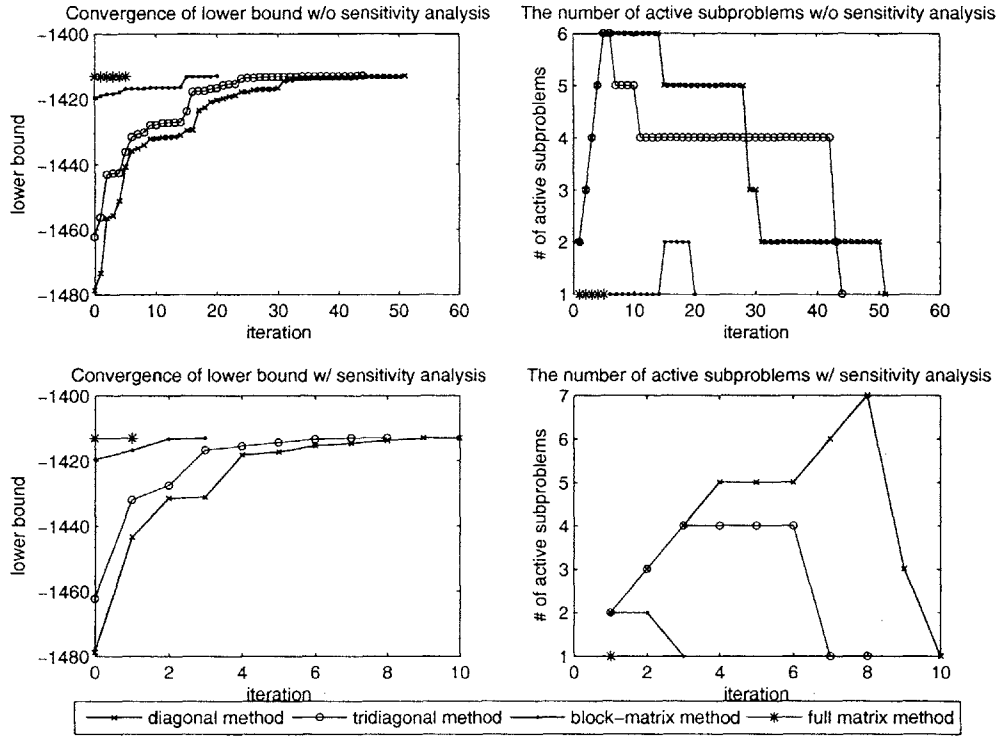 Convergence of lower bound w/o sensitivity analysis
−1400
−1420
−1440
−1460
−1480
lower bound
0 10 20 30 40 50 60
iteration
The number of active subproblems w/o sensitivity analysis
6
5
4
3
2
1
# of active subproblems
0 10 20 30 40 50 60
iteration
Convergence of lower bound w/ sensitivity analysis
−1400
−1420
−1440
−1460
−1480
lower bound
0 2 4 6 8 10
iteration
The number of active subproblems w/ sensitivity analysis
7
6
5
4
3
2
1
# of active subproblems
0 2 4 6 8 10
iteration
diagonal method tridiagonal method block−matrix method full matrix method